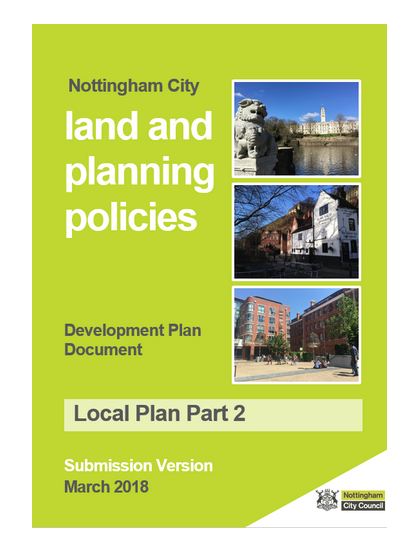 Nottingham City
land and
planning
policies
Development Plan
Document
Local Plan Part 2
Submission Version
March 2018
Nottingham
City Council